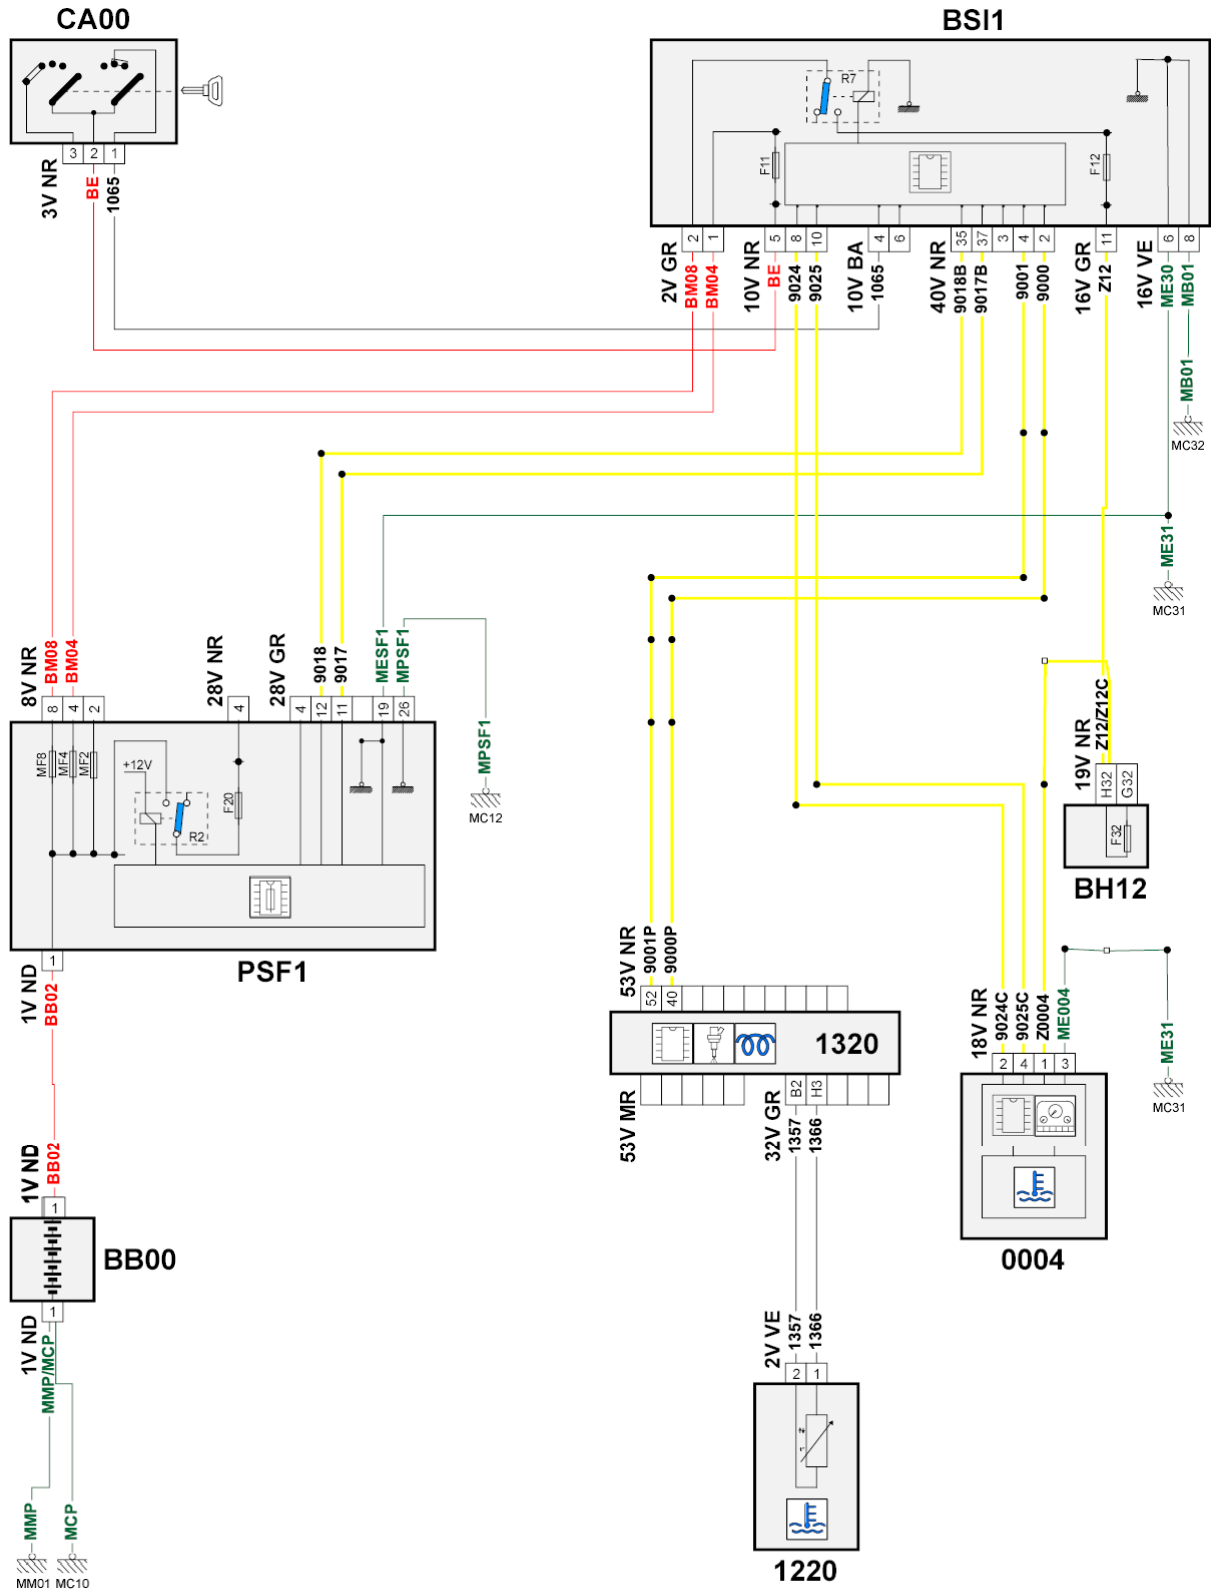 CA00
BSI1
R7
F11
F12
3 2 1
3V NR
BE
1065
2 1 5 8 10 4 6 35 37 3 4 2 11 6 8
2V GR
BM08
BM04
10V NR
BE
9024
9025
10V BA
1065
40V NR
9018B
9017B
9001
9000
16V GR
Z12
16V VE
ME30
MB01
MB01
MC32
ME31
MC31
8V NR
BM08
BM04
28V NR
28V GR
9018
9017
MESF1
MPSF1
8 4 2 4 4 12 11 19 26
MF8
MF4
MF2
+12V
R2
F20
MPSF1
MC12
PSF1
Z12/Z12C
19V NR
H32
G32
F32
BH12
1
1V ND
BB02
53V NR
9001P
9000P
52 40
1320
53V MR
32V GR
B2
H3
1357
1366
18V NR
9024C
9025C
Z0004
ME004
2 4 1 3
ME31
MC31
0004
1V ND
BB02
1
BB00
1
1V ND
MMP/MCP
MMP
MCP
MM01
MC10
2V VE
1357
1366
2 1
1220